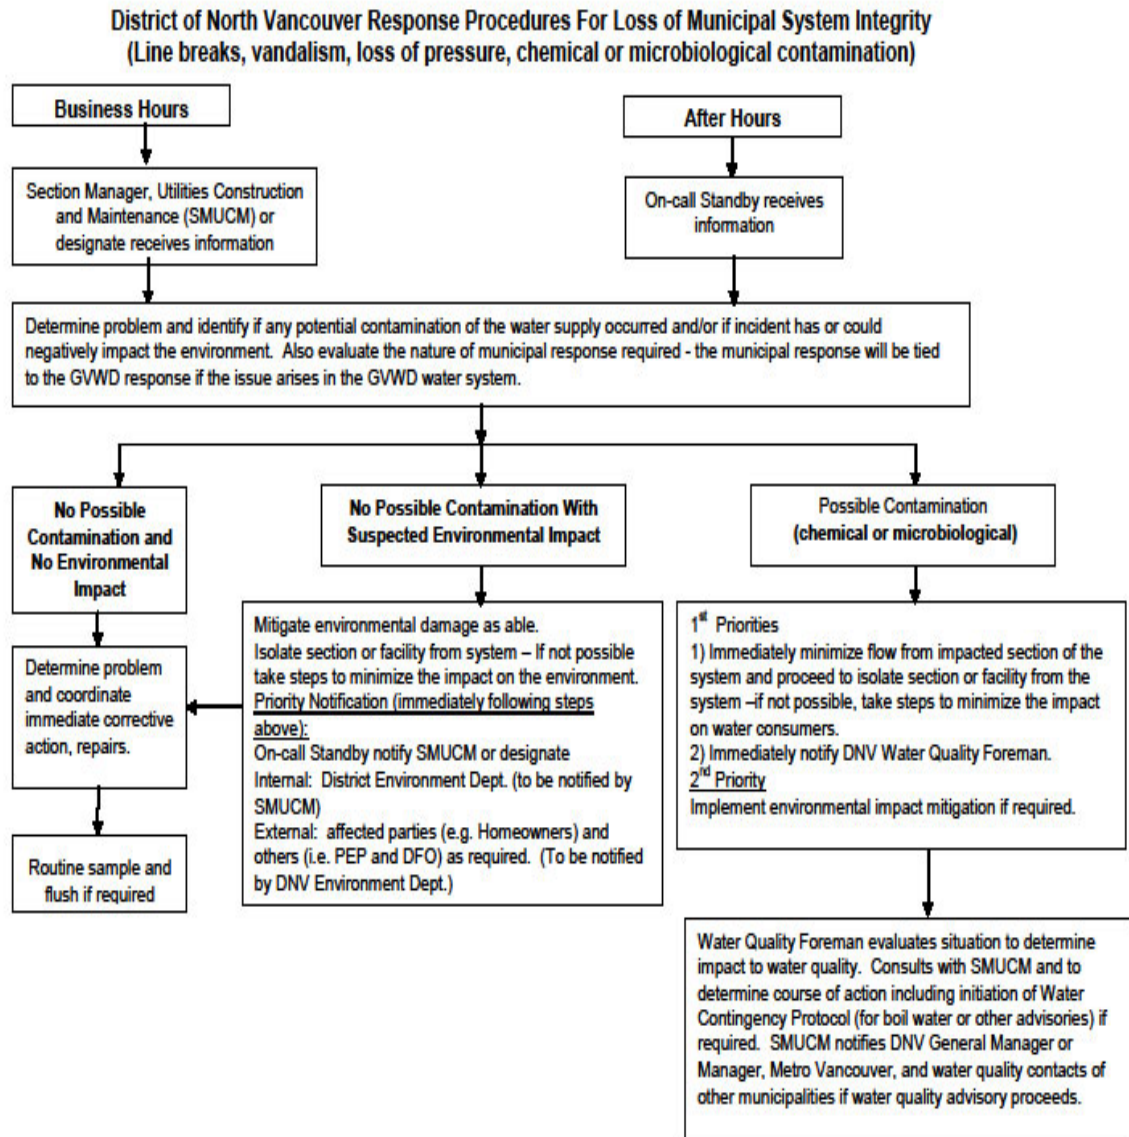 District of North Vancouver Response Procedures For Loss of Municipal System Integrity
(Line breaks, vandalism, loss of pressure, chemical or microbiological contamination)
Business Hours
After Hours
Section Manager, Utilities Construction
and Maintenance (SMUCM) or
designate receives information
On-call Standby receives
information
Determine problem and identify if any potential contamination of the water supply occurred and/or if incident has or could
negatively impact the environment. Also evaluate the nature of municipal response required - the municipal response will be tied
to the GVWD response if the issue arises in the GVWD water system.
No Possible
Contamination and
No Environmental
Impact
No Possible Contamination With
Suspected Environmental Impact
Possible Contamination
(chemical or microbiological)
Determine problem
and coordinate
immediate corrective
action, repairs.
Routine sample and
flush if required
Mitigate environmental damage as able.
Isolate section or facility from system – If not possible
take steps to minimize the impact on the environment.
Priority Notification (immediately following steps
above):
On-call Standby notify SMUCM or designate
Internal: District Environment Dept. (to be notified by
SMUCM)
External: affected parties (e.g. Homeowners) and
others (i.e. PEP and DFO) as required. (To be notified
by DNV Environment Dept.)
1st Priorities
1) Immediately minimize flow from impacted section of the
system and proceed to isolate section or facility from the
system –if not possible, take steps to minimize the impact
on water consumers.
2) Immediately notify DNV Water Quality Foreman.
2nd Priority
Implement environmental impact mitigation if required.
Water Quality Foreman evaluates situation to determine
impact to water quality. Consults with SMUCM and to
determine course of action including initiation of Water
Contingency Protocol (for boil water or other advisories) if
required. SMUCM notifies DNV General Manager or
Manager, Metro Vancouver, and water quality contacts of
other municipalities if water quality advisory proceeds.